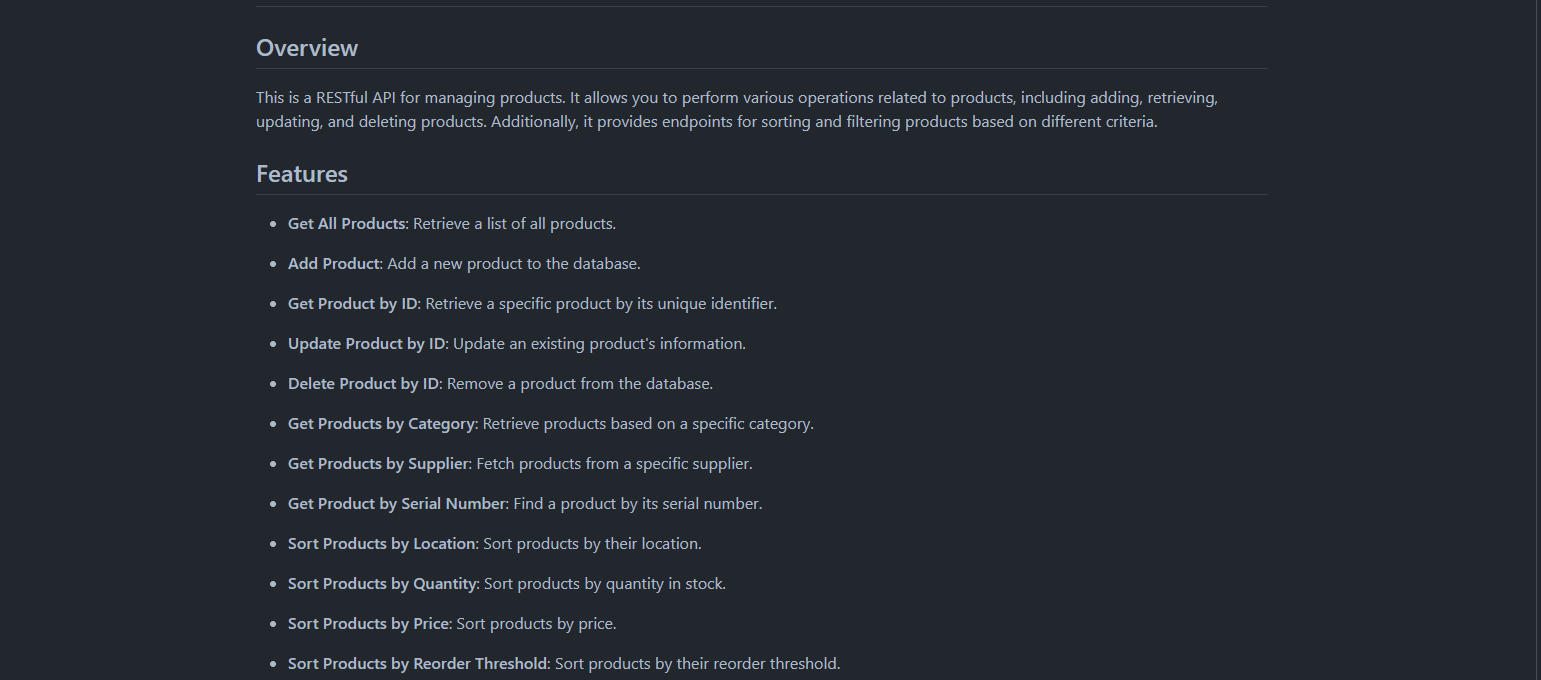 Overview
This is a RESTful API for managing products. It allows you to perform various operations related to products, including adding, retrieving,
updating, and deleting products. Additionally, it provides endpoints for sorting and filtering products based on different criteria.
Features
• Get All Products: Retrieve a list of all products.
• Add Product: Add a new product to the database.
• Get Product by ID: Retrieve a specific product by its unique identifier.
• Update Product by ID: Update an existing product's information.
• Delete Product by ID: Remove a product from the database.
• Get Products by Category: Retrieve products based on a specific category.
• Get Products by Supplier: Fetch products from a specific supplier.
• Get Product by Serial Number: Find a product by its serial number.
• Sort Products by Location: Sort products by their location.
• Sort Products by Quantity: Sort products by quantity in stock.
• Sort Products by Price: Sort products by price.
• Sort Products by Reorder Threshold: Sort products by their reorder threshold.